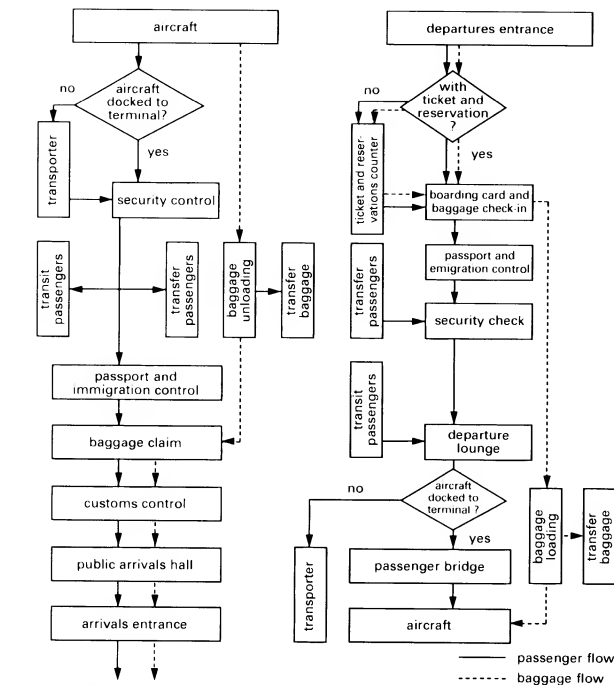 aircraft
no
aircraft
docked to
terminal?
yes
transporter
security control
transit
passengers
transfer
passengers
baggage
unloading
transfer
baggage
passport and
immigration control
baggage claim
customs control
public arrivals hall
arrivals entrance
departures entrance
no
with
ticket and
reservation
?
yes
ticket and reser-
vations counter
boarding card and
baggage check-in
passport and
emigration control
transfer
passengers
security check
transit
passengers
departure
lounge
no
aircraft
docked to
terminal ?
yes
transporter
passenger bridge
baggage
loading
transfer
baggage
aircraft
passenger flow
baggage flow